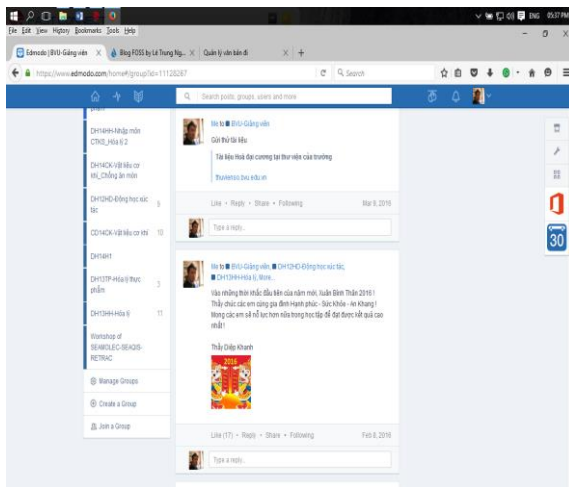 ENG 05:37 PM
File Edit View History Bookmarks Tools Help
Edmodo | BVU-Giảng viên
Blog FOSS by Lê Trung Ng...
Quản lý văn bản đi
https://www.edmodo.com/home#/group?id=11128267
Search
Search posts, groups, users and more
phẩm
DH14HH-Nhập môn
CTKS_Hóa lí 2
DH14CK-Vật liệu cơ
khí_Chống ăn mòn
DH12HD-Động học xúc
tác 9
CD14CK-Vật liệu cơ khí 10
DH14H1
DH13TP-Hóa lý thực
phẩm 3
DH13HH-Hóa lý 11
Workshop of
SEAMOLEC-SEAQIS-
RETRAC
Manage Groups
Create a Group
Join a Group
Me to BVU-Giảng viên
Gửi thử tài liệu
Tài liệu Hoá đại cương tại thư viện của trường
thuvienso.bvu.edu.vn
Like • Reply • Share • Following Mar 9, 2016
Type a reply...
Me to BVU-Giảng viên, DH12HD-Động học xúc tác,
DH13HH-Hóa lý, More...
Vào những thời khắc đầu tiên của năm mới, Xuân Bính Thân 2016 !
Thầy chúc các em cùng gia đình Hạnh phúc - Sức Khỏe - An Khang !
Mong các em sẽ nỗ lực hơn nữa trong học tập để đạt được kết quả cao
nhất !
Thầy Diệp Khanh
2016
Like (17) • Reply • Share • Following Feb 8, 2016
Type a reply...
30